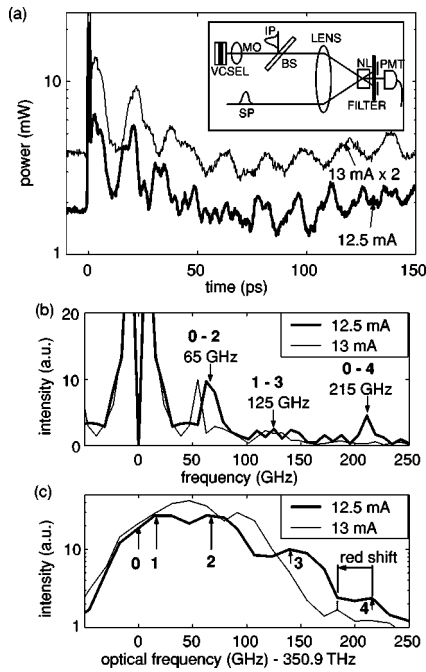 (a)
IP
LENS
MO
NL
PMT
VCSEL
BS
FILTER
SP
10
power (mW)
13 mA x 2
12.5 mA
1
0
50
100
150
time (ps)
(b)
20
0 - 2
65 GHz
12.5 mA
13 mA
10
1 - 3
125 GHz
0 - 4
215 GHz
intensity (a.u.)
0
0
50
100
150
200
250
frequency (GHz)
(c)
12.5 mA
13 mA
10
intensity (a.u.)
red shift
0
1
2
3
4
1
0
50
100
150
200
250
optical frequency (GHz) - 350.9 THz